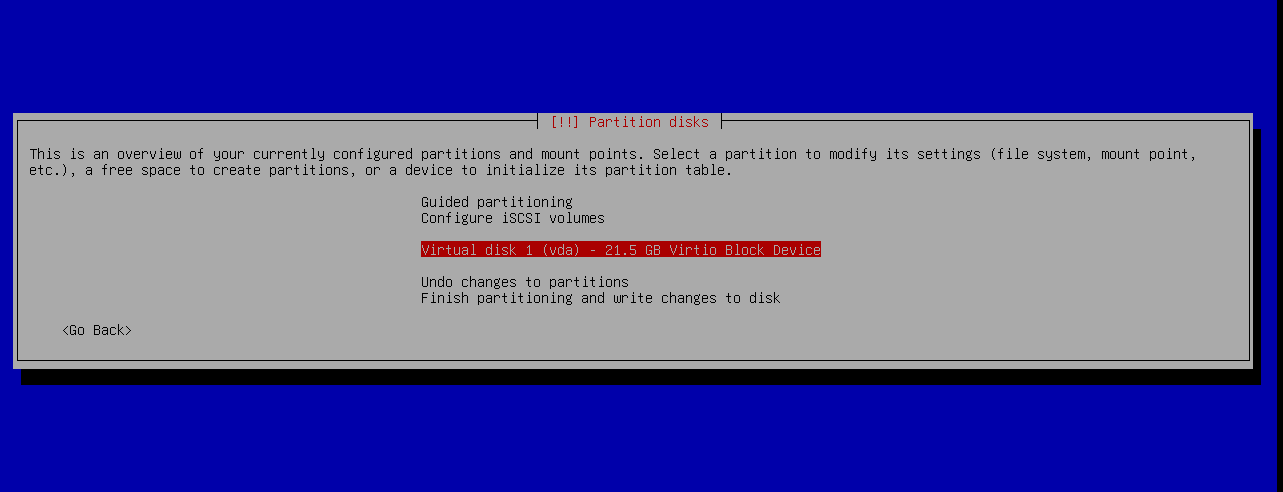 [!!] Partition disks
This is an overview of your currently configured partitions and mount points. Select a partition to modify its settings (file system, mount point,
etc.), a free space to create partitions, or a device to initialize its partition table.
Guided partitioning
Configure iSCSI volumes
Virtual disk 1 (vda) - 21.5 GB Virtio Block Device
Undo changes to partitions
Finish partitioning and write changes to disk
<Go Back>